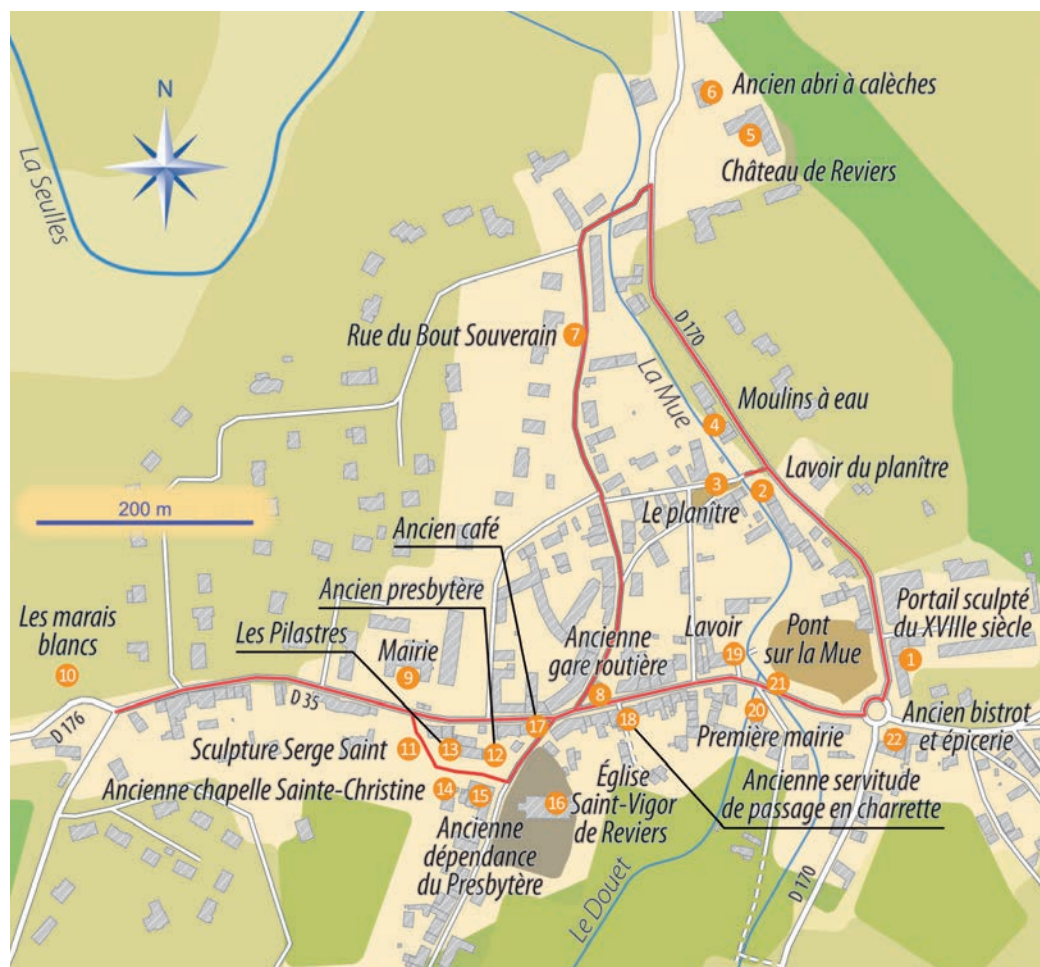 N
La Seulles
6
Ancien abri à calèches
5
Château de Reviers
Rue du Bout Souverain
7
D 170
La Mue
Moulins à eau
4
Lavoir du planître
3
2
Le planître
200 m
Ancien café
Ancien presbytère
Les Pilastres
Les marais
blancs
10
Mairie
9
Ancienne
gare routière
8
Lavoir
19
Pont
sur la Mue
21
Portail sculpté
du XVIIIe siècle
1
D 176
D 35
17
18
20
Première mairie
22
Ancien bistrot
et épicerie
Sculpture Serge Saint
11
13
12
Ancienne chapelle Sainte-Christine
14
15
16
Église
Saint-Vigor
de Reviers
Ancienne servitude
de passage en charrette
Ancienne
dépendance
du Presbytère
Le Douet
D 170